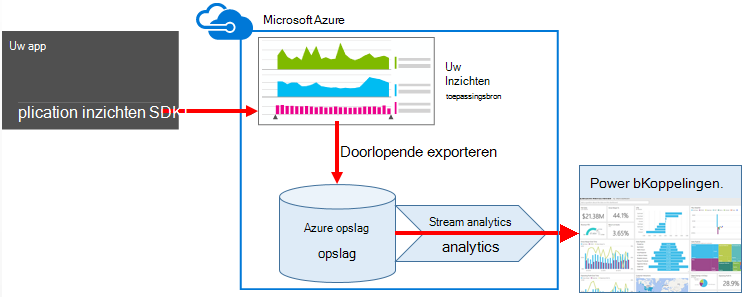 Microsoft Azure
Uw app
plication inzichten SDK
Uw
Inzichten
toepassingsbron
Doorlopende exporteren
Azure opslag
opslag
Stream analytics
analytics
Power bKoppelingen.
$21.38M
44.1%
3.65%
28.9%